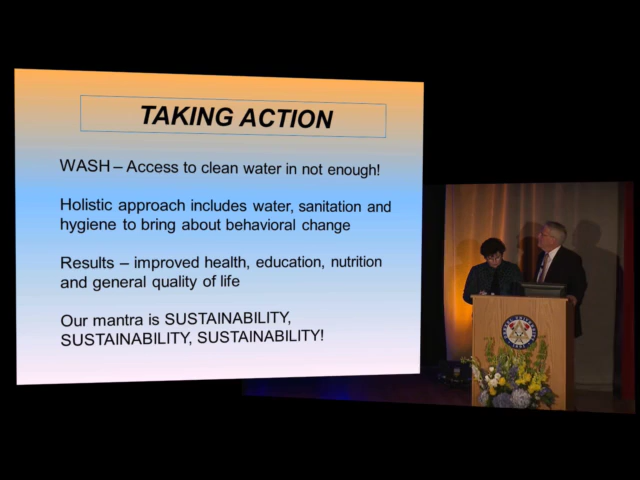 TAKING ACTION
WASH – Access to clean water in not enough!
Holistic approach includes water, sanitation and
hygiene to bring about behavioral change
Results – improved health, education, nutrition
and general quality of life
Our mantra is SUSTAINABILITY,
SUSTAINABILITY, SUSTAINABILITY!